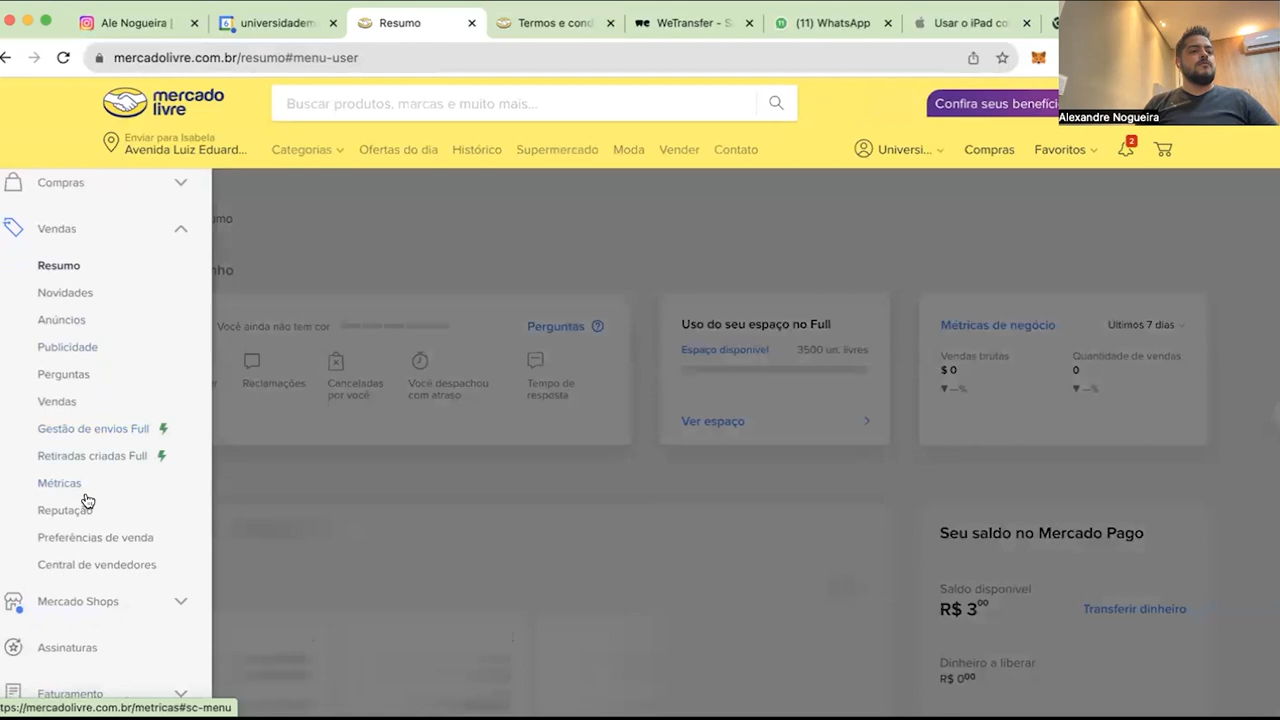 Ale Nogueira |
universidadem
Resumo
Termos e cond
WeTransfer - S
(11) WhatsApp
Usar o iPad co
mercadolivre.com.br/resumo#menu-user
Alexandre Nogueira
mercado
livre
Buscar produtos, marcas e muito mais...
Confira seus benefíci
Enviar para Isabela
Avenida Luiz Eduard...
Categorias
Ofertas do dia
Histórico
Supermercado
Moda
Vender
Contato
Universi...
Compras
Favoritos
2
Compras
Vendas
Resumo
Novidades
Anúncios
Publicidade
Perguntas
Vendas
Gestão de envios Full
Retiradas criadas Full
Métricas
Reputação
Preferências de venda
Central de vendedores
Mercado Shops
Assinaturas
Faturamento
tps://mercadolivre.com.br/metricas#sc-menu
umo
nho
Você ainda não tem cor
Perguntas
Reclamações
Canceladas
por você
Você despachou
com atraso
Tempo de
resposta
Uso do seu espaço no Full
Espaço disponível 3500 un. livres
Ver espaço
Métricas de negócio
Últimos 7 dias
Vendas brutas
$ 0
--%
Quantidade de vendas
0
--%
Seu saldo no Mercado Pago
Saldo disponível
R$ 3⁰⁰
Transferir dinheiro
Dinheiro a liberar
R$ 0⁰⁰